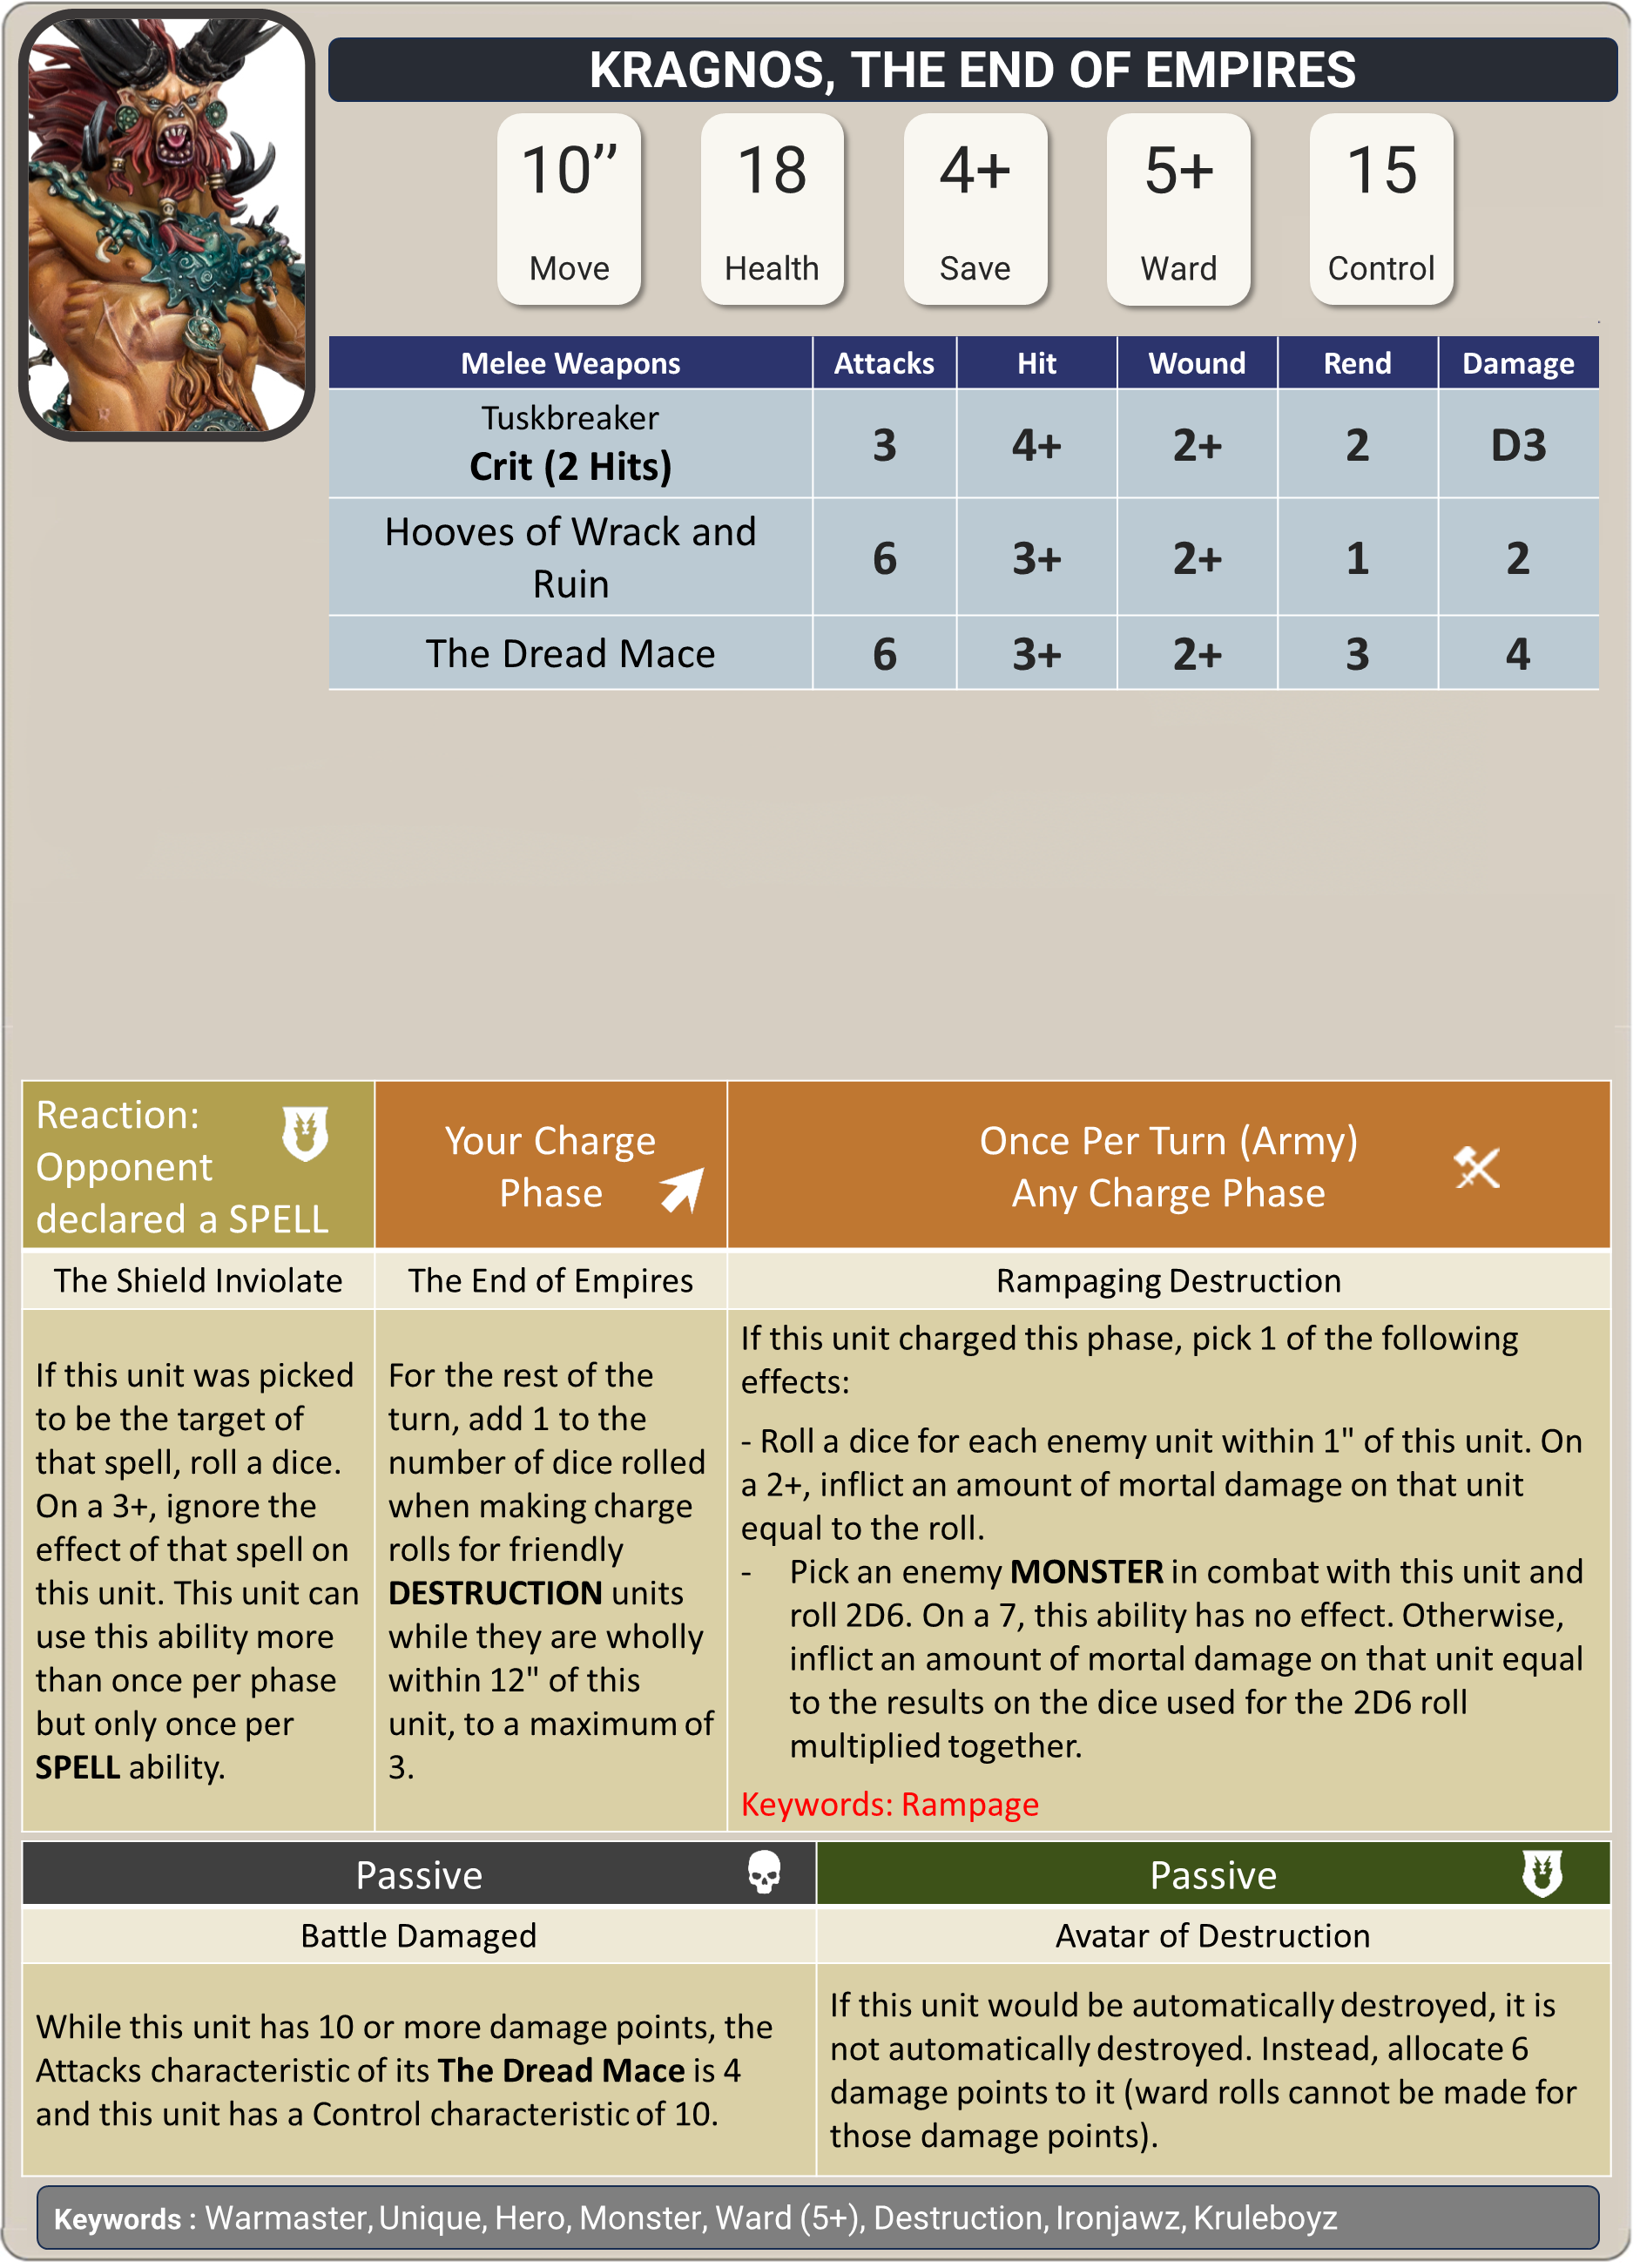 KRAGNOS, THE END OF EMPIRES
10”
Move
18
Health
4+
Save
5+
Ward
15
Control
Melee Weapons Attacks Hit Wound Rend Damage
Tuskbreaker
Crit (2 Hits) 3 4+ 2+ 2 D3
Hooves of Wrack and
Ruin 6 3+ 2+ 1 2
The Dread Mace 6 3+ 2+ 3 4
Reaction:
Opponent
declared a SPELL
The Shield Inviolate
If this unit was picked
to be the target of
that spell, roll a dice.
On a 3+, ignore the
effect of that spell on
this unit. This unit can
use this ability more
than once per phase
but only once per
SPELL ability.
Your Charge
Phase
The End of Empires
For the rest of the
turn, add 1 to the
number of dice rolled
when making charge
rolls for friendly
DESTRUCTION units
while they are wholly
within 12" of this
unit, to a maximum of
3.
Once Per Turn (Army)
Any Charge Phase
Rampaging Destruction
If this unit charged this phase, pick 1 of the following
effects:
- Roll a dice for each enemy unit within 1" of this unit. On
a 2+, inflict an amount of mortal damage on that unit
equal to the roll.
- Pick an enemy MONSTER in combat with this unit and
roll 2D6. On a 7, this ability has no effect. Otherwise,
inflict an amount of mortal damage on that unit equal
to the results on the dice used for the 2D6 roll
multiplied together.
Keywords: Rampage
Passive
Battle Damaged
While this unit has 10 or more damage points, the
Attacks characteristic of its The Dread Mace is 4
and this unit has a Control characteristic of 10.
Passive
Avatar of Destruction
If this unit would be automatically destroyed, it is
not automatically destroyed. Instead, allocate 6
damage points to it (ward rolls cannot be made for
those damage points).
Keywords : Warmaster, Unique, Hero, Monster, Ward (5+), Destruction, Ironjawz, Kruleboyz